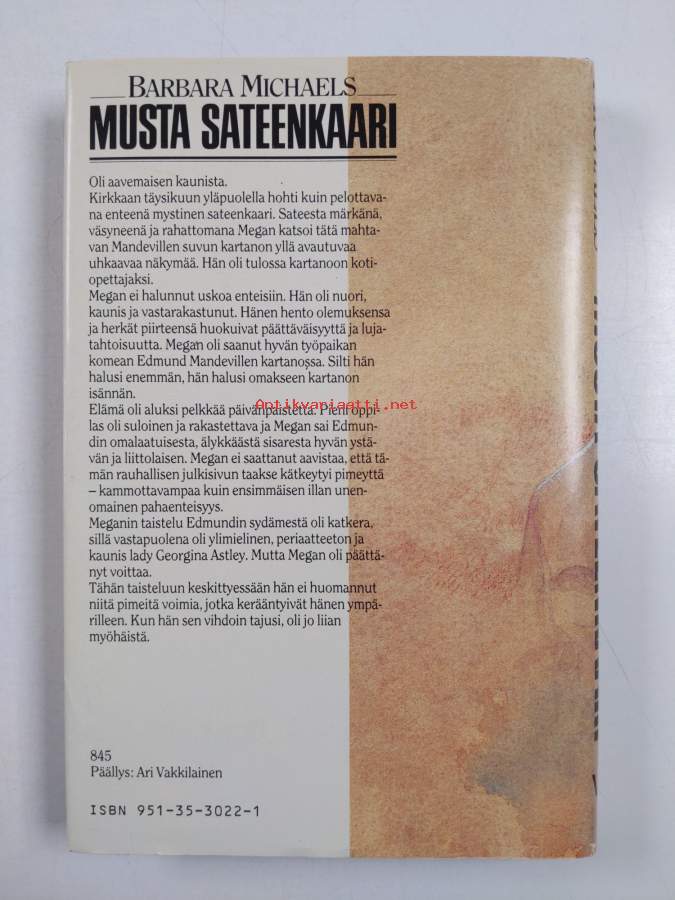 BARBARA MICHAELS
MUSTA SATEENKAARI
Oli aavemaisen kaunista.
Kirkkaan täysikuun yläpuolella hohti kuin pelottava-
na enteenä mystinen sateenkaari. Sateesta märkänä,
väsyneenä ja rahattomana Megan katsoi tätä mahta-
van Mandevillen suvun kartanon yllä avautuvaa
uhkaavaa näkymää. Hän oli tulossa kartanoon koti-
opettajaksi.
Megan ei halunnut uskoa enteisiin. Hän oli nuori,
kaunis ja vastarakastunut. Hänen hento olemuksensa
ja herkät piirteensä huokuivat päättäväisyyttä ja luja-
tahtoisuutta. Megan oli saanut hyvän työpaikan
komean Edmund Mandevillen kartanossa. Silti hän
halusi enemmän, hän halusi omakseen kartanon
isännän.
Elämä oli aluksi pelkkää päivänpaistetta. Pieni oppi-
las oli suloinen ja rakastettava ja Megan sai Edmun-
din omalaatuisesta, älykkäästä sisaresta hyvän ystä-
vän ja liittolaisen. Megan ei saattanut aavistaa, että tä-
män rauhallisen julkisivun taakse kätkeytyi pimeyttä
– kammottavampaa kuin ensimmäisen illan unen-
omainen pahaenteisyys.
Meganin taistelu Edmundin sydämestä oli katkera,
sillä vastapuolena oli ylimielinen, periaatteeton ja
kaunis lady Georgina Astley. Mutta Megan oli päättä-
nyt voittaa.
Tähän taisteluun keskittyessään hän ei huomannut
niitä pimeitä voimia, jotka kerääntyivät hänen ympä-
rilleen. Kun hän sen vihdoin tajusi, oli jo liian
myöhäistä.
Antikvariaatti.net
845
Päällys: Ari Vakkilainen
ISBN 951-35-3022-1